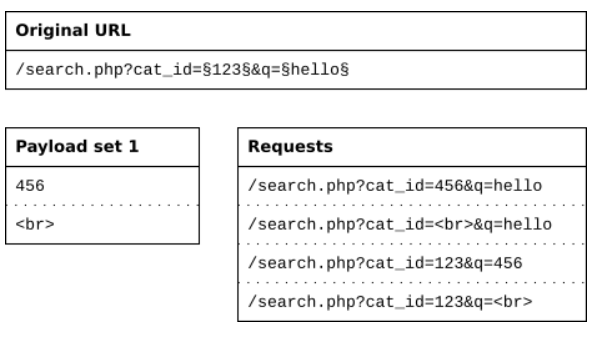 Original URL
/search.php?cat_id=§123§&q=§hello§
Payload set 1
456
<br>
Requests
/search.php?cat_id=456&q=hello
/search.php?cat_id=<br>&q=hello
/search.php?cat_id=123&q=456
/search.php?cat_id=123&q=<br>